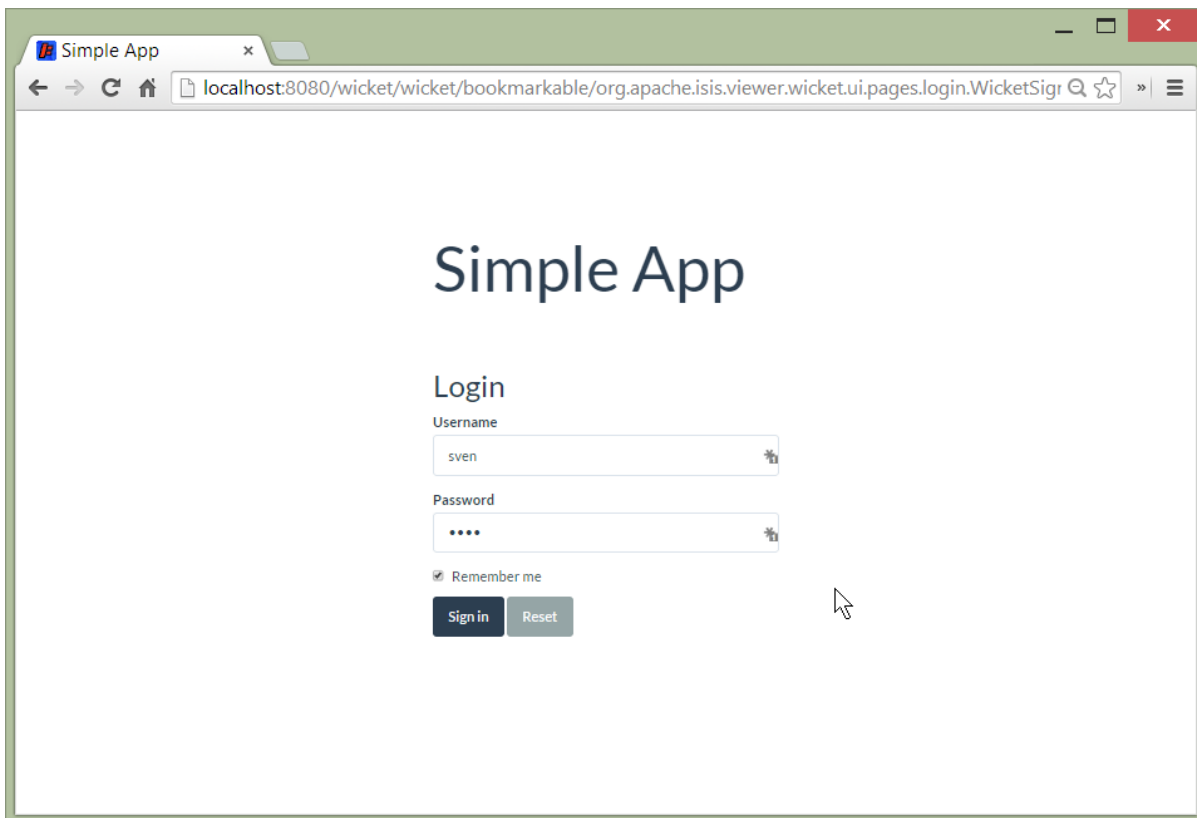 Simple App
localhost:8080/wicket/wicket/bookmarkable/org.apache.isis.viewer.wicket.ui.pages.login.WicketSig
Simple App
Login
Username
sven
Password
••••
Remember me
Sign in Reset